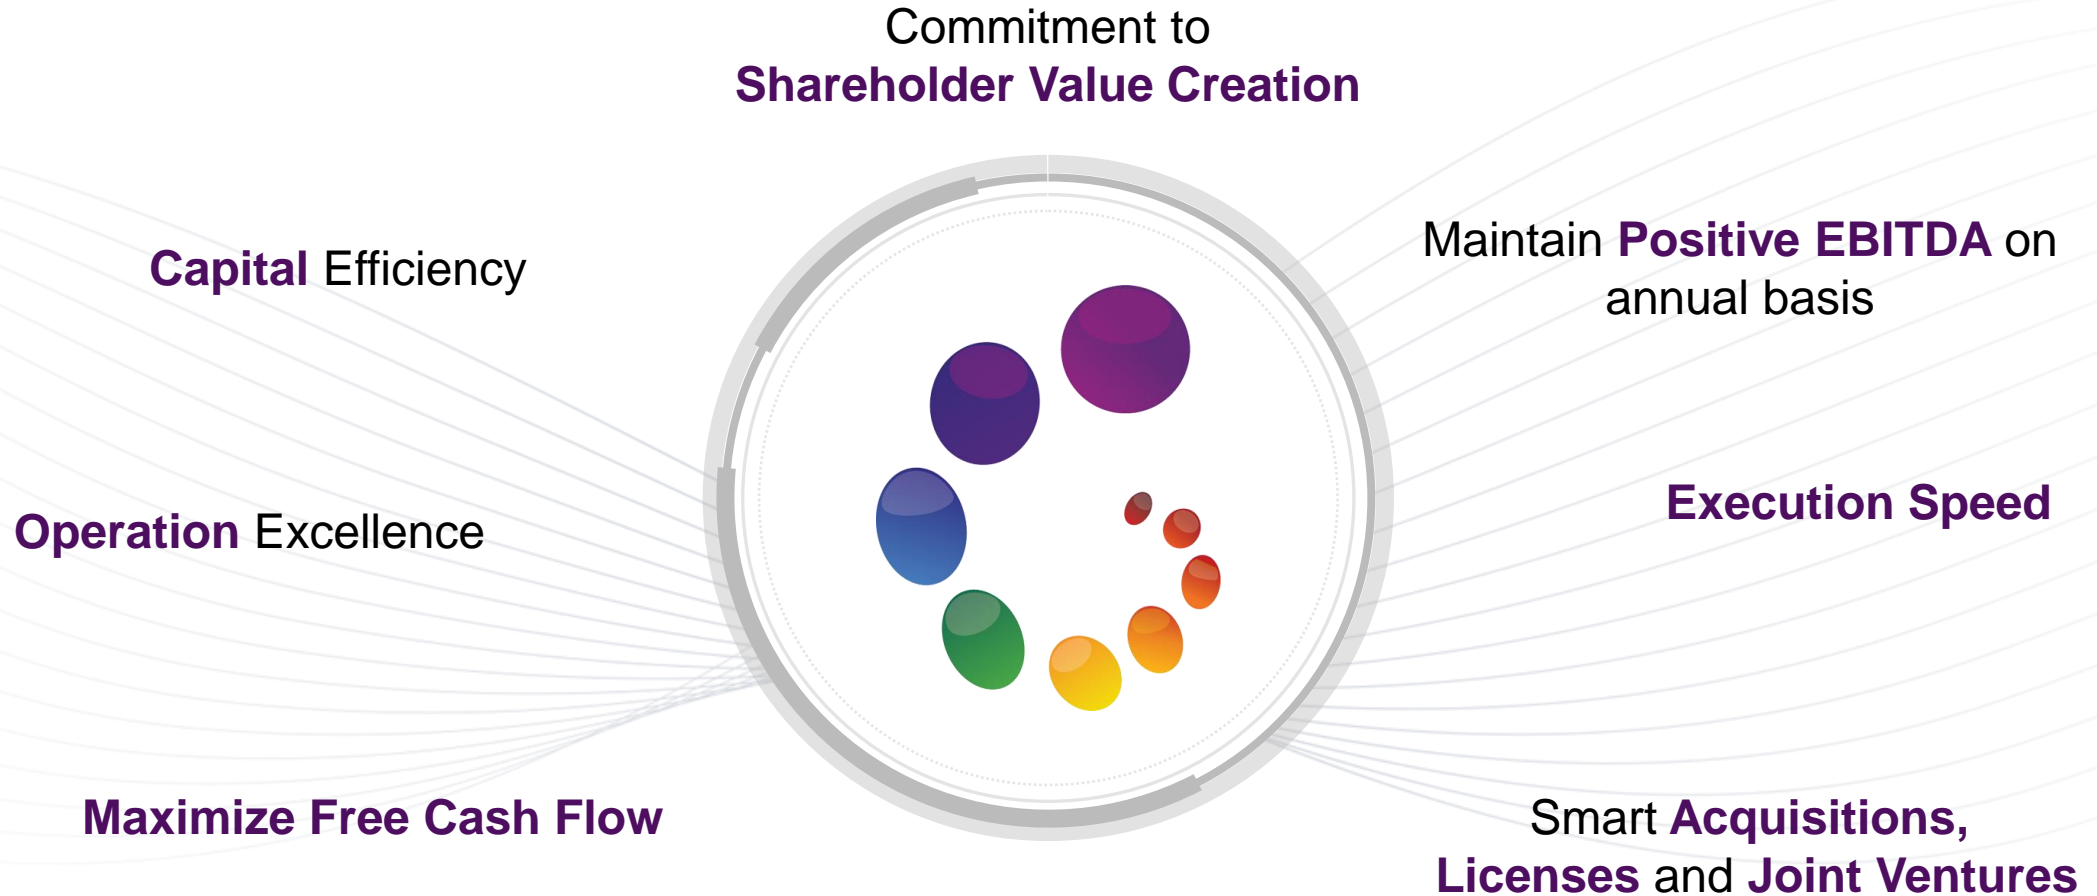 Commitment to
Shareholder Value Creation
Capital Efficiency
Maintain Positive EBITDA on
annual basis
Operation Excellence
Execution Speed
Maximize Free Cash Flow
Smart Acquisitions,
Licenses and Joint Ventures